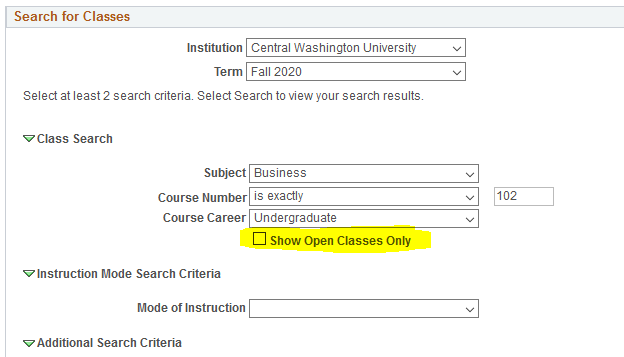 Search for Classes
Institution Central Washington University
Term Fall 2020
Select at least 2 search criteria. Select Search to view your search results.
Class Search
Subject Business
Course Number is exactly 102
Course Career Undergraduate
Show Open Classes Only
Instruction Mode Search Criteria
Mode of Instruction
Additional Search Criteria